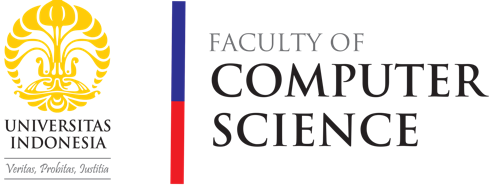 UNIVERSITAS
INDONESIA
Veritas, Probitas, Iustitia
FACULTY OF
COMPUTER
SCIENCE